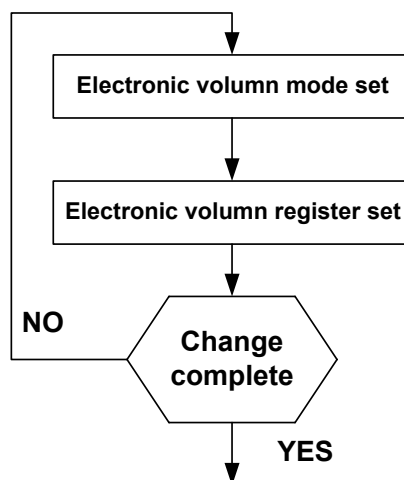 Electronic volumn mode set
Electronic volumn register set
NO
Change
complete
YES